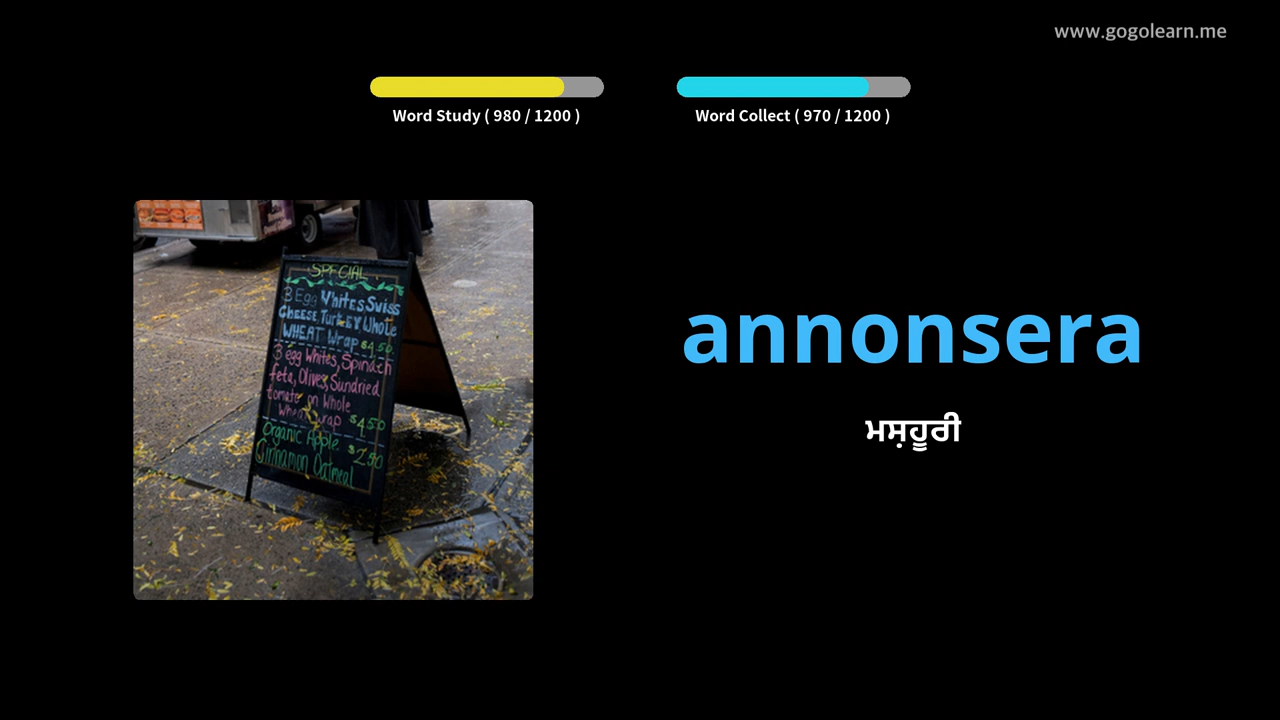 www.gogolearn.me
Word Study ( 980 / 1200 )
Word Collect ( 970 / 1200 )
SPECIAL
3 Egg Whites Swiss
Cheese, Turkey Whole
WHEAT Wrap $4.50
3 egg Whites, Spinach
feta, Olives, Sundried
tomato on Whole
Wheat Wrap $4.50
Organic Apple
Cinnamon Oatmeal $2.50
annonsera
ਮਸ਼ਹੂਰੀ